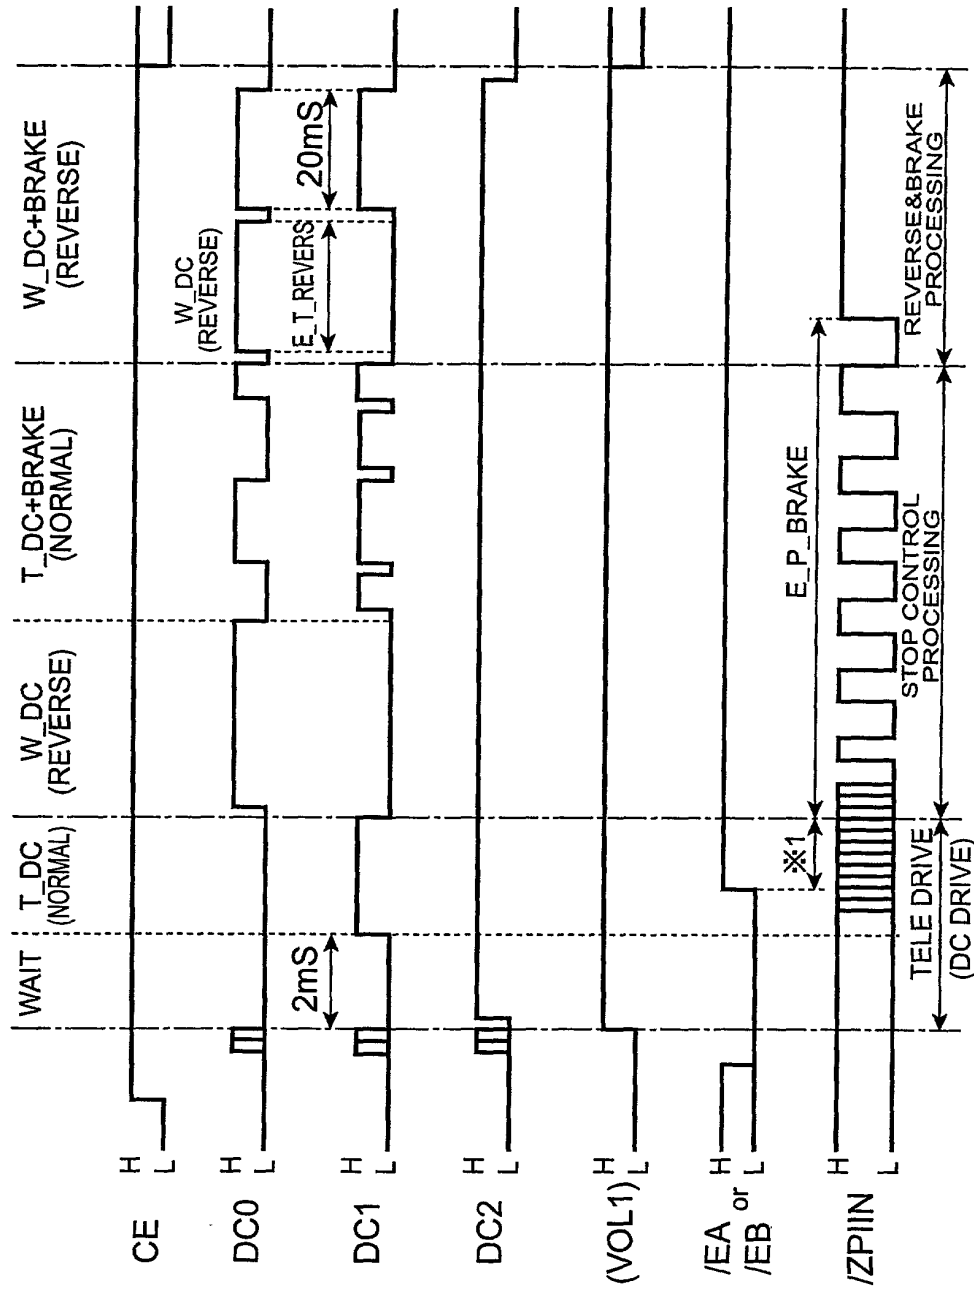 WAIT
T_DC
(NORMAL)
W_DC
(REVERSE)
T_DC+BRAKE
(NORMAL)
W_DC+BRAKE
(REVERSE)
CE
H
L
DC0
H
L
W_DC
(REVERSE)
DC1
H
L
2mS
E_T_REVERS
20mS
DC2
H
L
(VOL1)
H
L
/EA
or
/EB
H
L
※1
E_P_BRAKE
/ZPIIN
H
L
TELE DRIVE
(DC DRIVE)
STOP CONTROL
PROCESSING
REVERSE&BRAKE
PROCESSING